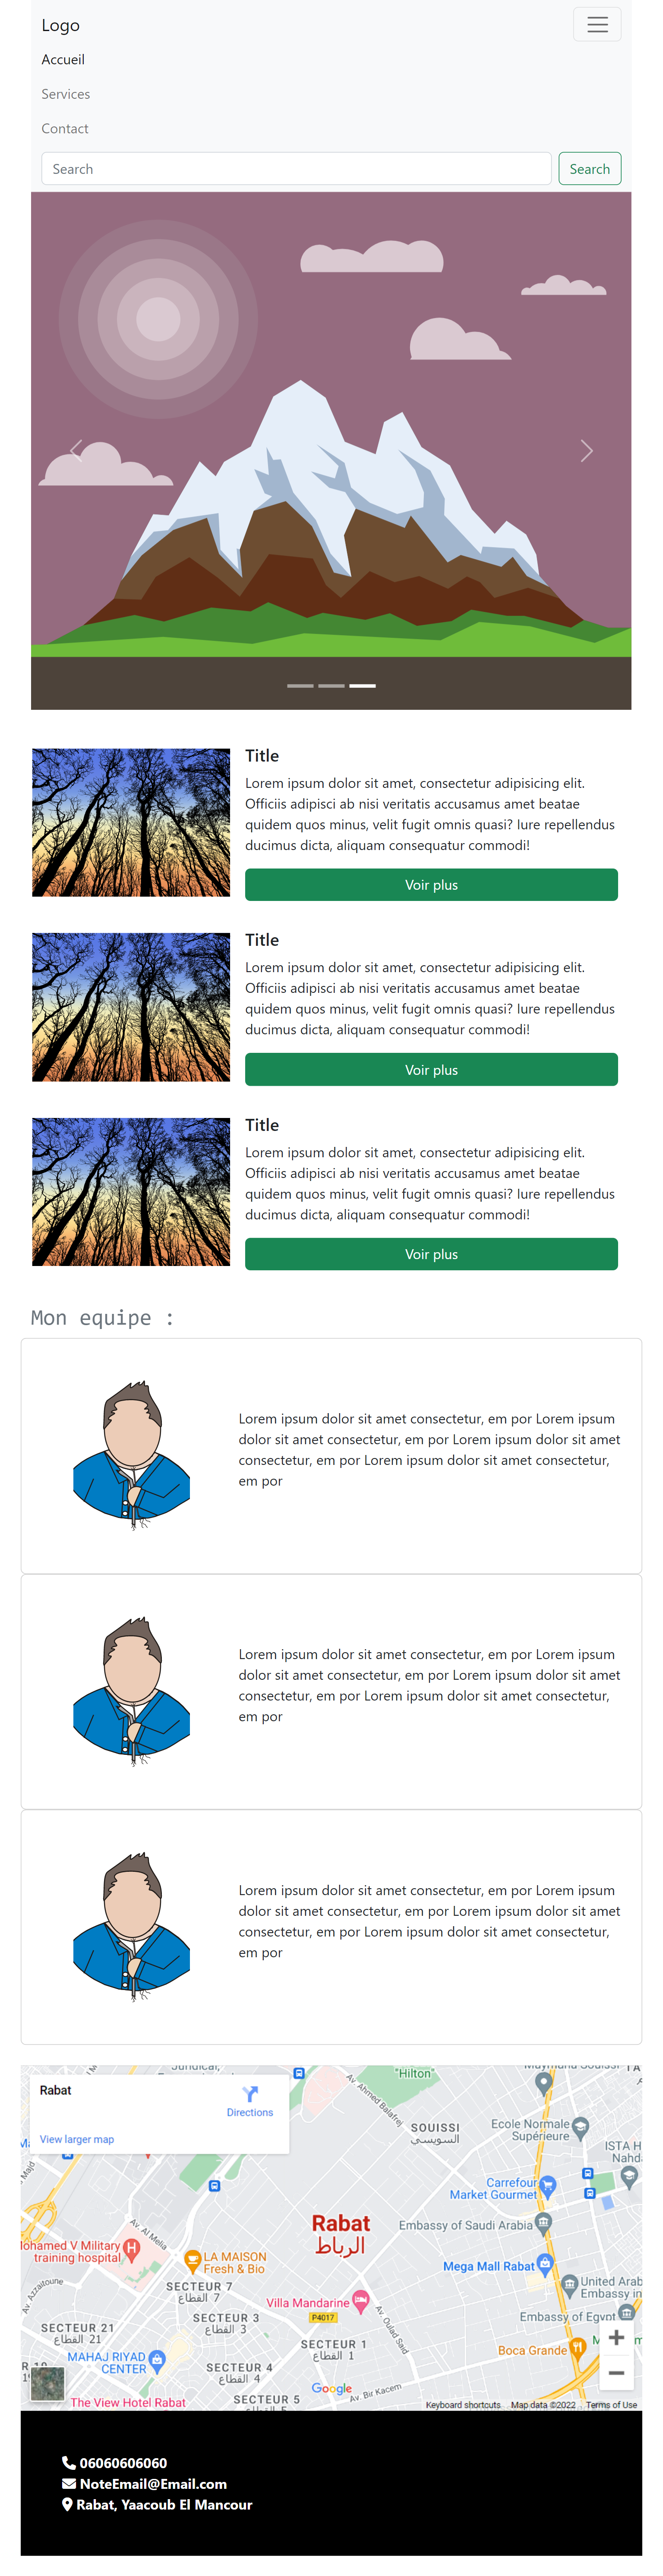 Logo
Accueil
Services
Contact
Search
Search
Title
Lorem ipsum dolor sit amet, consectetur adipisicing elit.
Officiis adipisci ab nisi veritatis accusamus amet beatae
quidem quos minus, velit fugit omnis quasi? Iure repellendus
ducimus dicta, aliquam consequatur commodi!
Voir plus
Title
Lorem ipsum dolor sit amet, consectetur adipisicing elit.
Officiis adipisci ab nisi veritatis accusamus amet beatae
quidem quos minus, velit fugit omnis quasi? Iure repellendus
ducimus dicta, aliquam consequatur commodi!
Voir plus
Title
Lorem ipsum dolor sit amet, consectetur adipisicing elit.
Officiis adipisci ab nisi veritatis accusamus amet beatae
quidem quos minus, velit fugit omnis quasi? Iure repellendus
ducimus dicta, aliquam consequatur commodi!
Voir plus
Mon equipe :
Lorem ipsum dolor sit amet consectetur, em por Lorem ipsum
dolor sit amet consectetur, em por Lorem ipsum dolor sit amet
consectetur, em por Lorem ipsum dolor sit amet consectetur,
em por
Lorem ipsum dolor sit amet consectetur, em por Lorem ipsum
dolor sit amet consectetur, em por Lorem ipsum dolor sit amet
consectetur, em por Lorem ipsum dolor sit amet consectetur,
em por
Lorem ipsum dolor sit amet consectetur, em por Lorem ipsum
dolor sit amet consectetur, em por Lorem ipsum dolor sit amet
consectetur, em por Lorem ipsum dolor sit amet consectetur,
em por
Rabat
Directions
View larger map
"Hilton"
Av. Ahmed Balafrej
SOUISSI
السويسي
Ecole Normale
Supérieure
ISTA H
Carrefour
Market Gourmet
Rabat
الرباط
Embassy of Saudi Arabia
Av. Al Melia
ohamed V Military
training hospital
LA MAISON
Fresh & Bio
Mega Mall Rabat
SECTEUR 7
القطاع 7
United Arab
Embassy in
Av. Azzaitoune
Villa Mandarine
P4017
Av. Oulad Said
Embassy of Egypt
SECTEUR 3
القطاع 3
SECTEUR 21
القطاع 21
SECTEUR 1
القطاع 1
Boca Grande
MAHAJ RIYAD
CENTER
SECTEUR 4
القطاع 4
The View Hotel Rabat
SECTEUR 5
Google
Av. Bir Kacem
Keyboard shortcuts Map data ©2022 Terms of Use
06060606060
NoteEmail@Email.com
Rabat, Yaacoub El Mancour